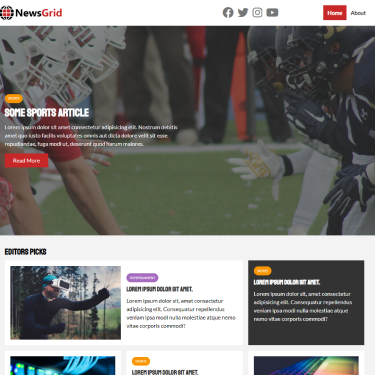 NewsGrid
Home About
SPORTS
SOME SPORTS ARTICLE
Lorem ipsum dolor sit amet consectetur adipisicing elit. Nostrum debitis
amet quo iusto facilis voluptates omnis aut dicta dolore velit sit esse
repudiandae, fuga modi ut, deserunt quod harum maiores.
Read More
EDITORS PICKS
ENTERTAINMENT
LOREM IPSUM DOLOR SIT AMET.
Lorem ipsum dolor sit, amet consectetur
adipisicing elit. Consequatur repellendus
ipsa modi nulla molestiae atque nemo
vitae corporis commodi?
SPORTS
LOREM IPSUM DOLOR SIT AMET.
Lorem ipsum dolor sit, amet consectetur
adipisicing elit. Consequatur repellendus
ipsa modi nulla molestiae atque nemo
vitae corporis commodi?
SPORTS
LOREM IPSUM DOLOR SIT AMET.